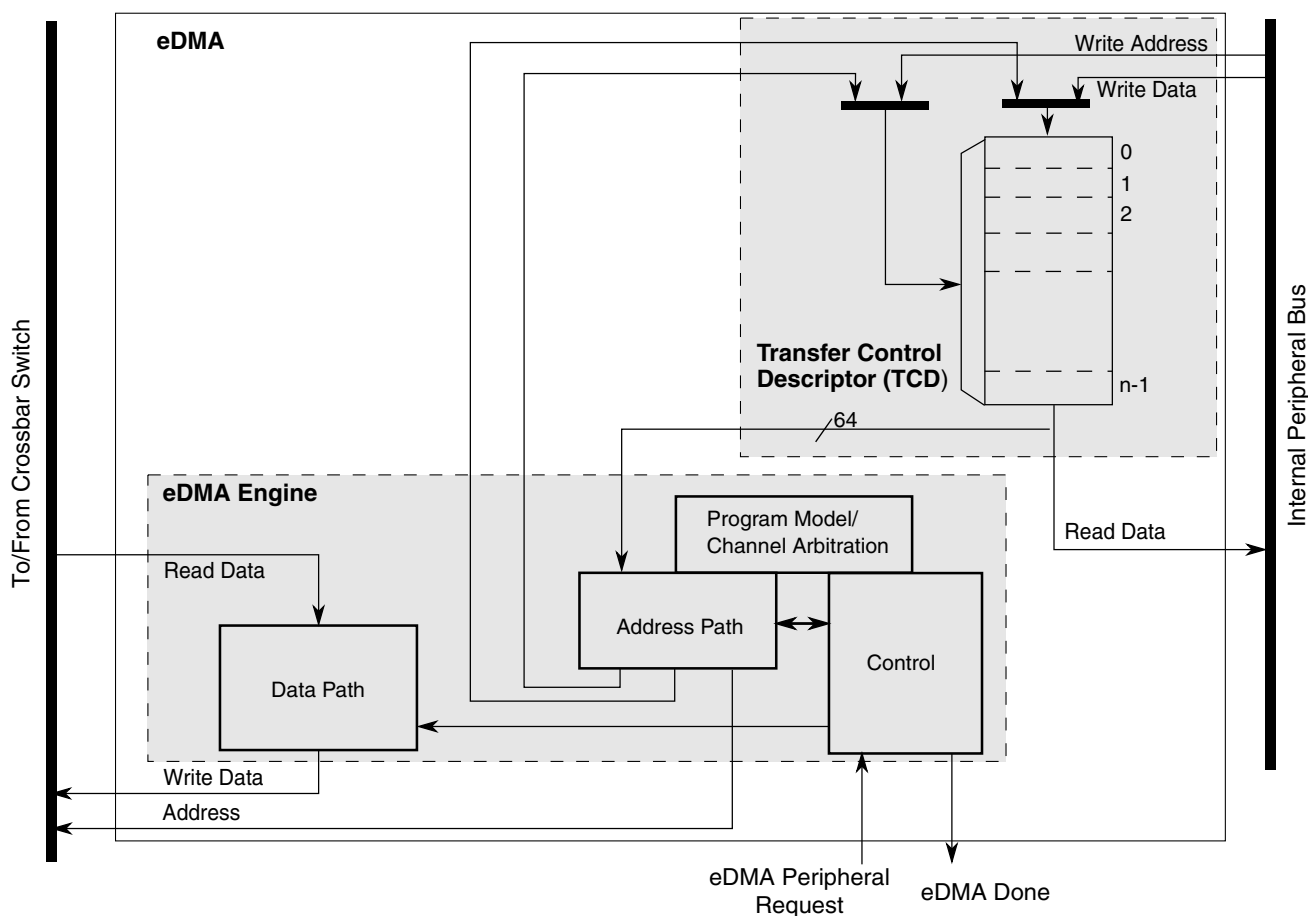 eDMA
Write Address
Write Data
0
1
2
n-1
Transfer Control
Descriptor (TCD)
64
To/From Crossbar Switch
Internal Peripheral Bus
eDMA Engine
Program Model/
Channel Arbitration
Read Data
Read Data
Address Path
Control
Data Path
Write Data
Address
eDMA Peripheral
Request
eDMA Done